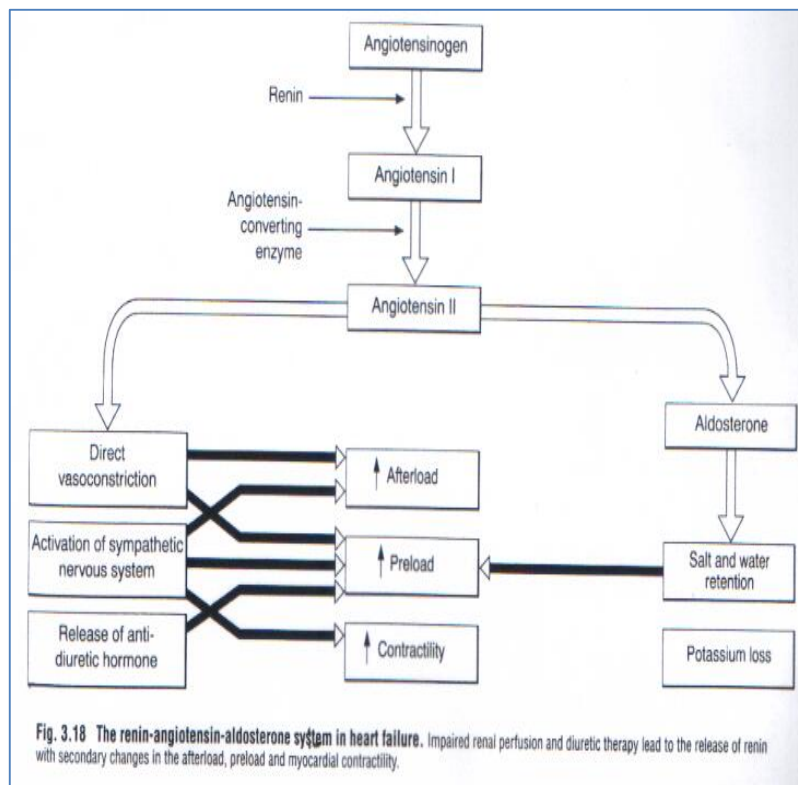 Angiotensinogen
Renin
Angiotensin I
Angiotensin-
converting
enzyme
Angiotensin II
Aldosterone
Direct
vasoconstriction
↑ Afterload
Activation of sympathetic
nervous system
↑ Preload
Salt and water
retention
Release of anti-
diuretic hormone
↑ Contractility
Potassium loss
Fig. 3.18 The renin-angiotensin-aldosterone system in heart failure. Impaired renal perfusion and diuretic therapy lead to the release of renin
with secondary changes in the afterload, preload and myocardial contractility.